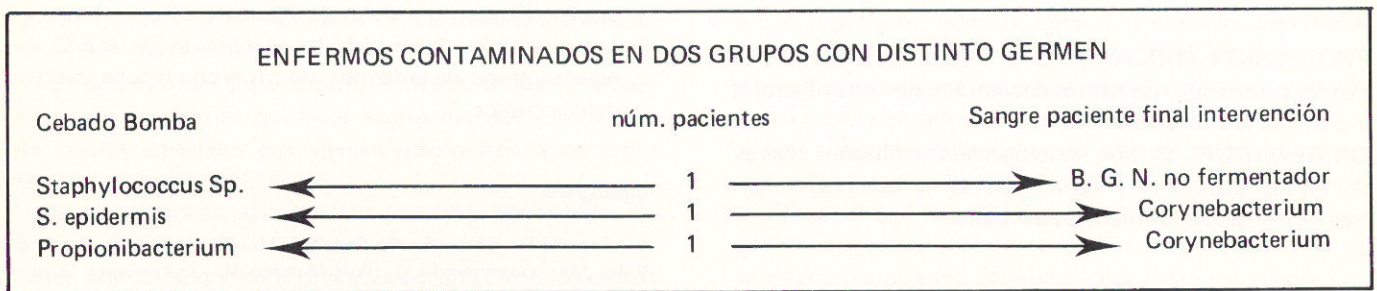 ENFERMOS CONTAMINADOS EN DOS GRUPOS CON DISTINTO GERMEN
Cebado Bomba núm. pacientes Sangre paciente final intervención
Staphylococcus Sp. 1 B. G. N. no fermentador
S. epidermis 1 Corynebacterium
Propionibacterium 1 Corynebacterium